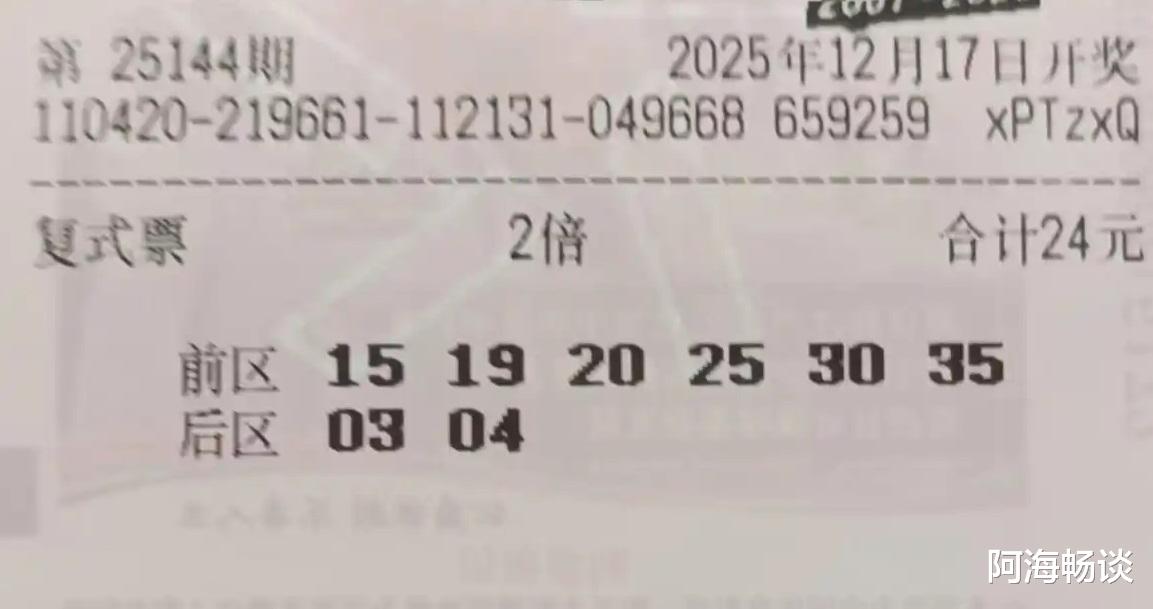 第 25144期 2025年12月17日开奖
110420-219661-112131-049668 659259 xPTzxQ
复式票 2倍 合计24元
前区 15 19 20 25 30 35
后区 03 04
阿海畅谈